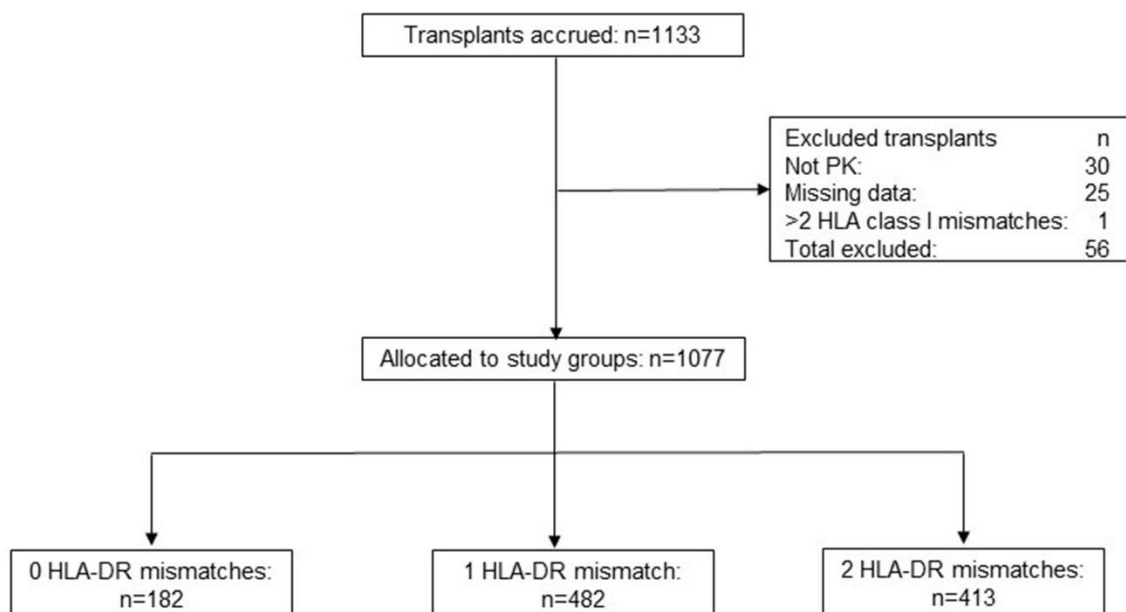 Transplants accrued: n=1133
Excluded transplants n
Not PK: 30
Missing data: 25
>2 HLA class I mismatches: 1
Total excluded: 56
Allocated to study groups: n=1077
0 HLA-DR mismatches:
n=182
1 HLA-DR mismatch:
n=482
2 HLA-DR mismatches:
n=413